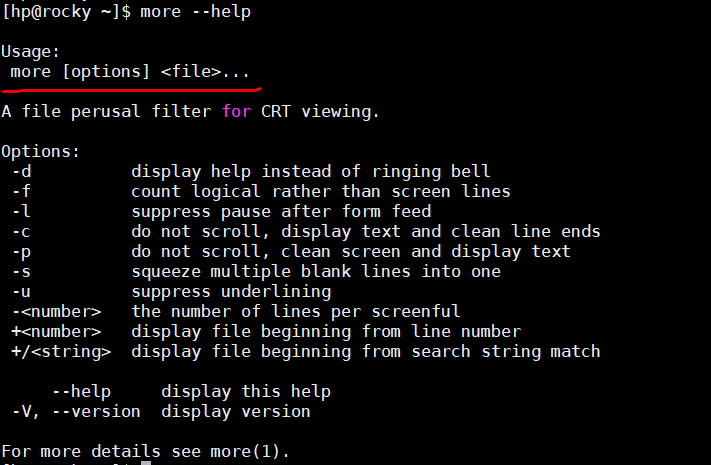 [hp@rocky ~]$ more --help
Usage:
 more [options] <file>...
A file perusal filter for CRT viewing.
Options:
 -d          display help instead of ringing bell
 -f          count logical rather than screen lines
 -l          suppress pause after form feed
 -c          do not scroll, display text and clean line ends
 -p          do not scroll, clean screen and display text
 -s          squeeze multiple blank lines into one
 -u          suppress underlining
 -<number>   the number of lines per screenful
 +<number>   display file beginning from line number
 +/<string>  display file beginning from search string match
     --help     display this help
 -V, --version  display version
For more details see more(1).